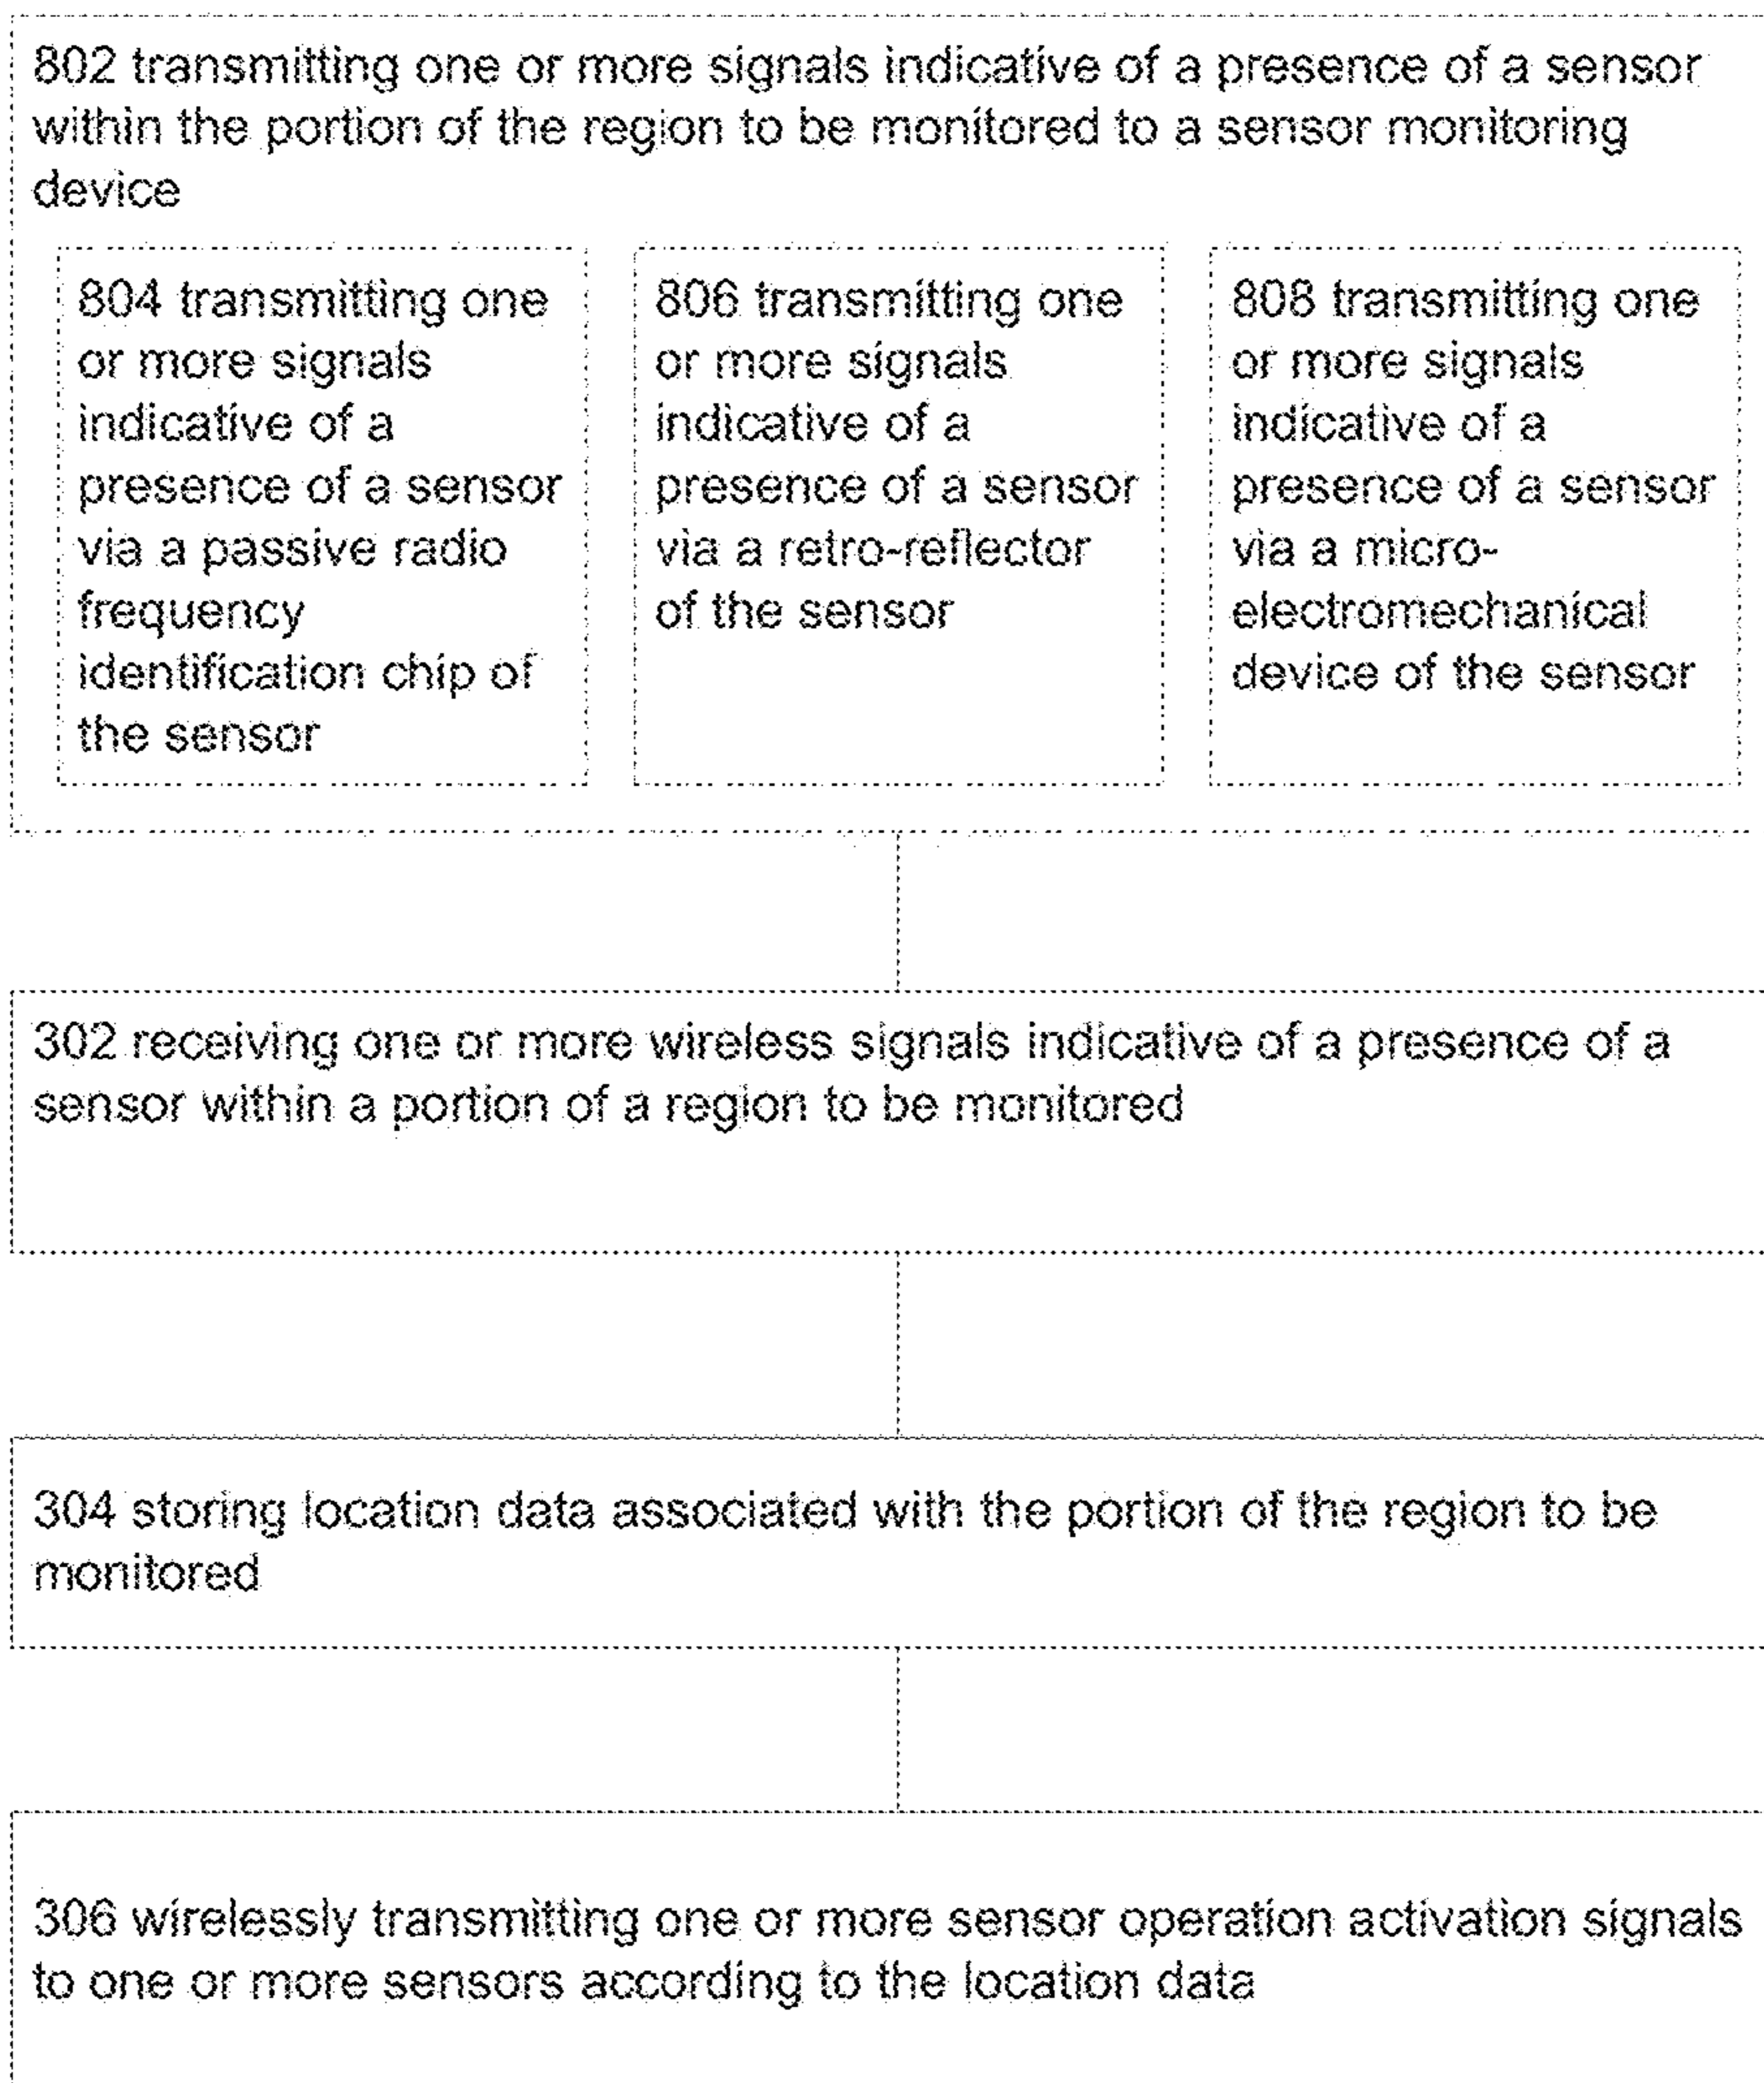 802 transmitting one or more signals indicative of a presence of a sensor
within the portion of the region to be monitored to a sensor monitoring
device
804 transmitting one
or more signals
indicative of a
presence of a sensor
via a passive radio
frequency
identification chip of
the sensor
806 transmitting one
or more signals
indicative of a
presence of a sensor
via a retro-reflector
of the sensor
808 transmitting one
or more signals
indicative of a
presence of a sensor
via a micro-
electromechanical
device of the sensor
302 receiving one or more wireless signals indicative of a presence of a
sensor within a portion of a region to be monitored
304 storing location data associated with the portion of the region to be
monitored
306 wirelessly transmitting one or more sensor operation activation signals
to one or more sensors according to the location data